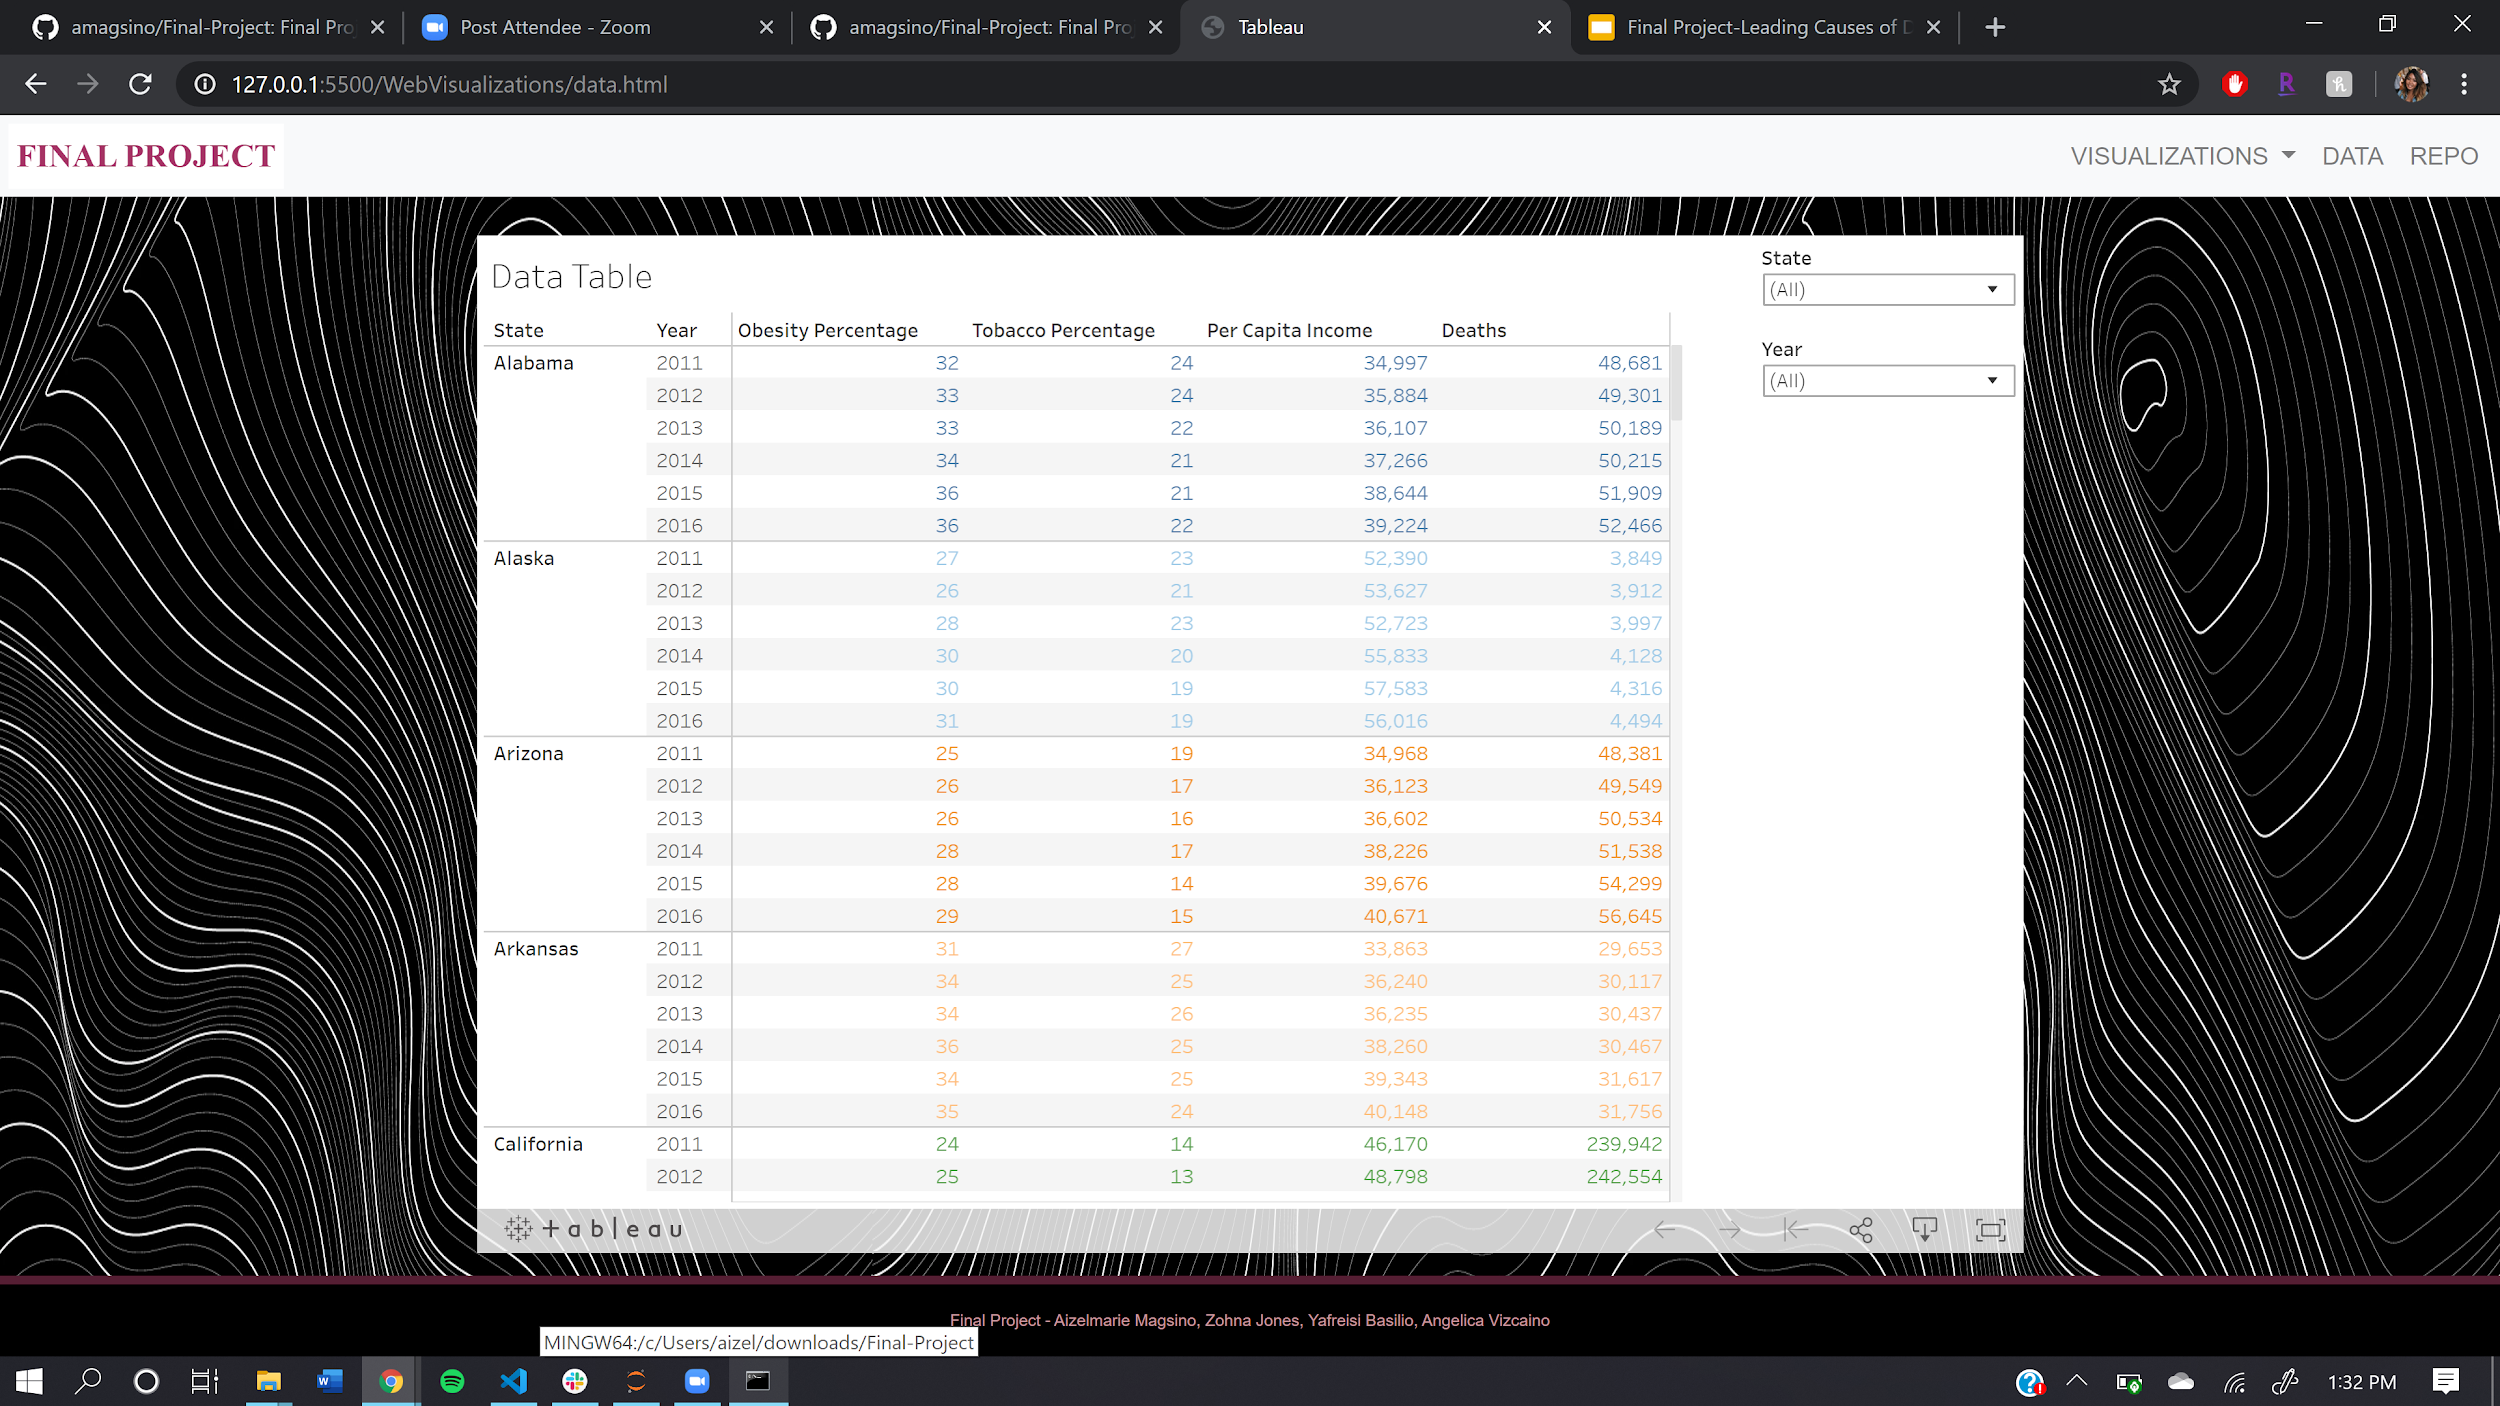 amagsino/Final-Project: Final Pro
Post Attendee - Zoom
amagsino/Final-Project: Final Pro
Tableau
Final Project-Leading Causes of D
127.0.0.1:5500/WebVisualizations/data.html
FINAL PROJECT
VISUALIZATIONS DATA REPO
Data Table
State
(All)
Year
(All)
State Year Obesity Percentage Tobacco Percentage Per Capita Income Deaths
Alabama 2011 32 24 34,997 48,681
2012 33 24 35,884 49,301
2013 33 22 36,107 50,189
2014 34 21 37,266 50,215
2015 36 21 38,644 51,909
2016 36 22 39,224 52,466
Alaska 2011 27 23 52,390 3,849
2012 26 21 53,627 3,912
2013 28 23 52,723 3,997
2014 30 20 55,833 4,128
2015 30 19 57,583 4,316
2016 31 19 56,016 4,494
Arizona 2011 25 19 34,968 48,381
2012 26 17 36,123 49,549
2013 26 16 36,602 50,534
2014 28 17 38,226 51,538
2015 28 14 39,676 54,299
2016 29 15 40,671 56,645
Arkansas 2011 31 27 33,863 29,653
2012 34 25 36,240 30,117
2013 34 26 36,235 30,437
2014 36 25 38,260 30,467
2015 34 25 39,343 31,617
2016 35 24 40,148 31,756
California 2011 24 14 46,170 239,942
2012 25 13 48,798 242,554
+ableau
Final Project - Aizelmarie Magsino, Zohna Jones, Yafreisi Basilio, Angelica Vizcaino
MINGW64:/c/Users/aizel/downloads/Final-Project
1:32 PM